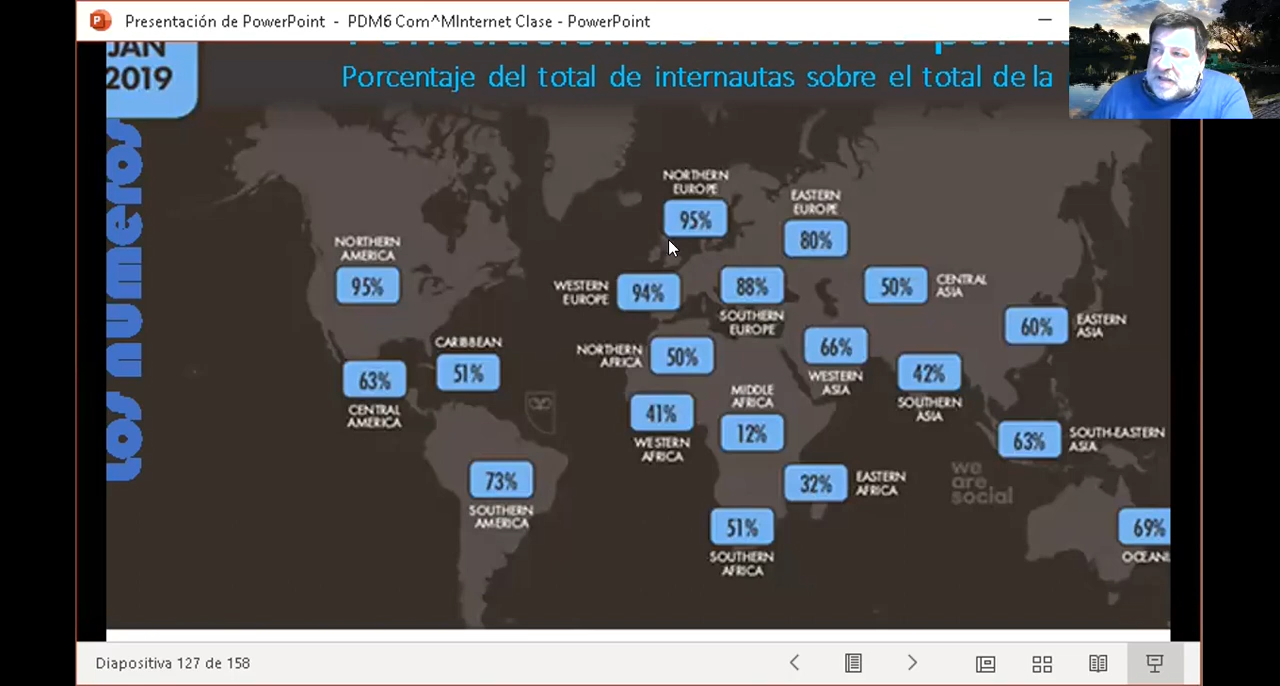 Presentación de PowerPoint - PDM6 Com^MInternet Clase - PowerPoint
JAN
2019
Porcentaje del total de internautas sobre el total de la
Los números
NORTHERN
EUROPE
95%
EASTERN
EUROPE
80%
NORTHERN
AMERICA
95%
WESTERN
EUROPE
94%
88%
SOUTHERN
EUROPE
50%
CENTRAL
ASIA
60%
EASTERN
ASIA
CARIBBEAN
51%
NORTHERN
AFRICA
50%
66%
WESTERN
ASIA
42%
SOUTHERN
ASIA
63%
CENTRAL
AMERICA
41%
WESTERN
AFRICA
MIDDLE
AFRICA
12%
63%
SOUTH-EASTERN
ASIA
73%
SOUTHERN
AMERICA
32%
EASTERN
AFRICA
we
are
social
51%
SOUTHERN
AFRICA
69%
OCEAN
Diapositiva 127 de 158